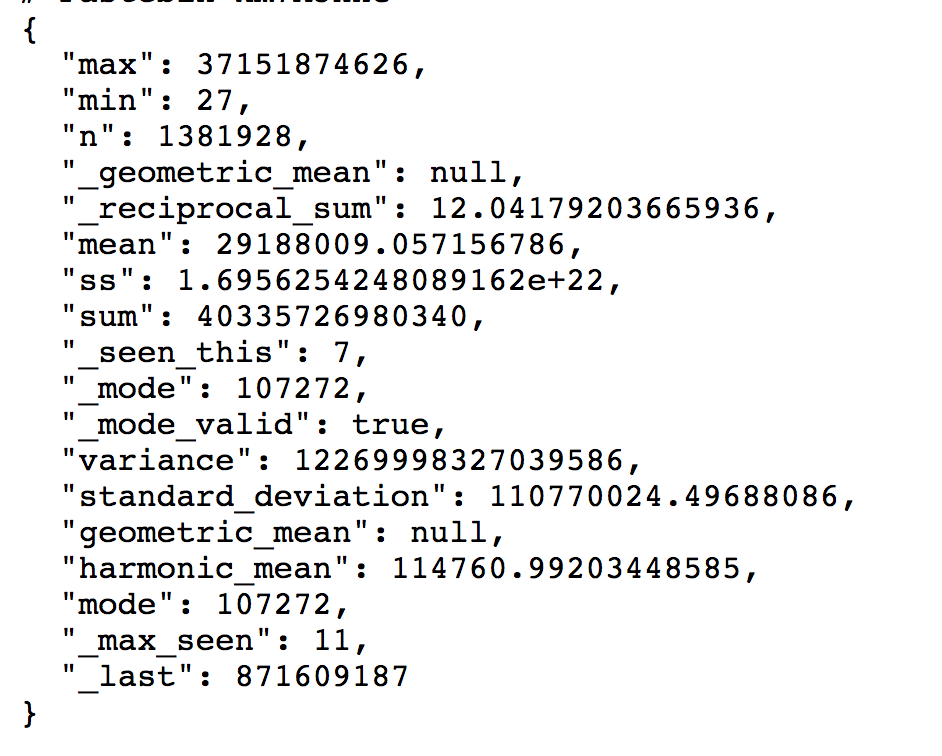 {
"max": 37151874626,
"min": 27,
"n": 1381928,
"_geometric_mean": null,
"_reciprocal_sum": 12.04179203665936,
"mean": 29188009.057156786,
"ss": 1.6956254248089162e+22,
"sum": 40335726980340,
"_seen_this": 7,
"_mode": 107272,
"_mode_valid": true,
"variance": 12269998327039586,
"standard_deviation": 110770024.49688086,
"geometric_mean": null,
"harmonic_mean": 114760.99203448585,
"mode": 107272,
"_max_seen": 11,
"_last": 871609187
}